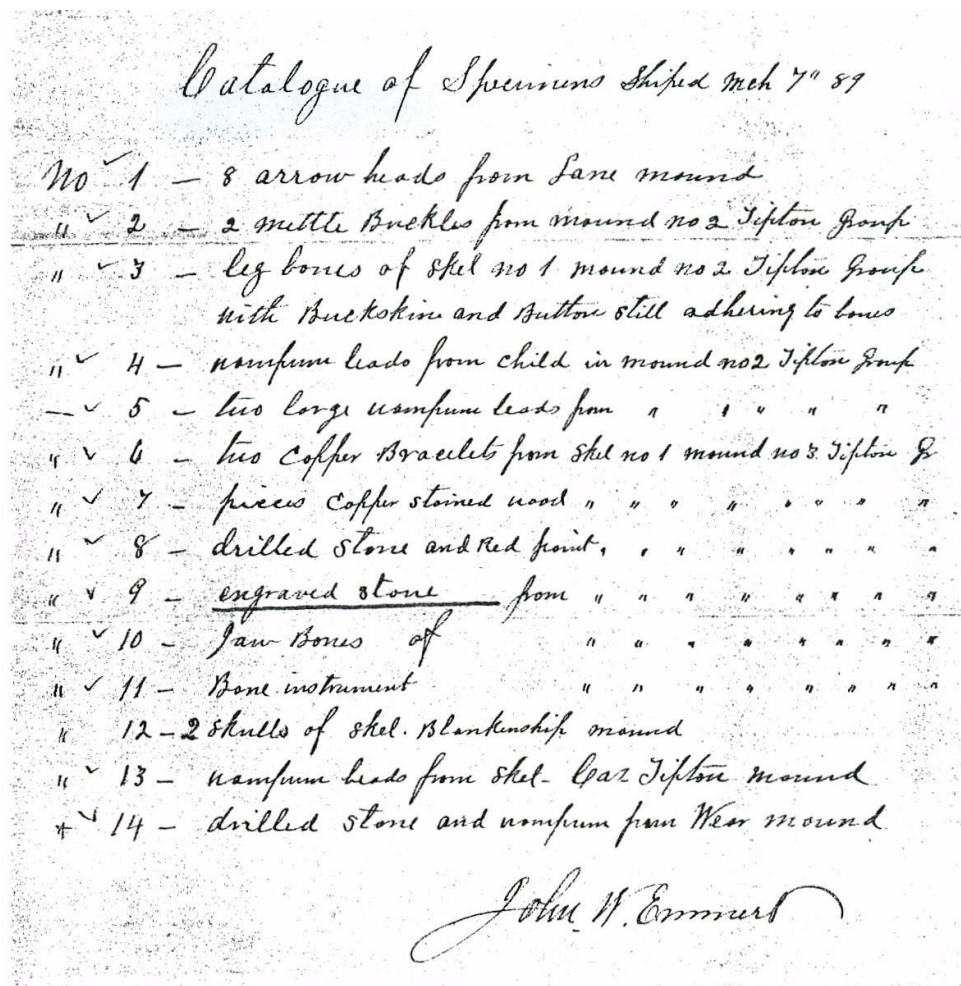 Catalogue of Specimens Shiped Mch 7" 89
No ✓ 1 — 8 arrow heads from Lane mound
" ✓ 2 — 2 mettle Buckles from mound no 2 Tipton Group
" ✓ 3 — leg bones of skel no 1 mound no 2 Tipton Group
with Buckskin and Button still adhering to bones
" ✓ 4 — wampum beads from child in mound no 2 Tipton Group
— ✓ 5 — two large wampum beads from " " " " "
" ✓ 6 — two Copper Bracelets from skel no 1 mound no 3 Tipton Gr
" ✓ 7 — pieces Copper stained wood " " " " " " " "
" ✓ 8 — drilled stone and Red paint " " " " " " " "
" ✓ 9 — engraved stone from " " " " " " " "
" ✓ 10 — Jaw Bones of " " " " " " " "
" ✓ 11 — Bone instrument " " " " " " " "
" 12 — 2 skulls of skel. Blankenship mound
" ✓ 13 — wampum beads from skel - Caz Tipton mound
" ✓ 14 — drilled stone and wampum from Wear mound
John W. Emmert